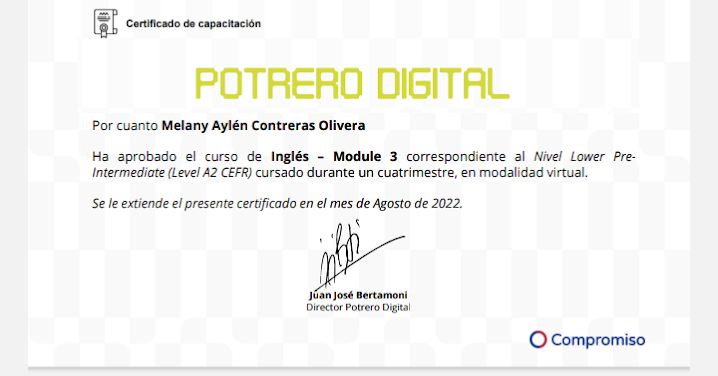 Certificado de capacitación
POTRERO DIGITAL
Por cuanto Melany Aylén Contreras Olivera
Ha aprobado el curso de Inglés – Module 3 correspondiente al Nivel Lower Pre-
Intermediate (Level A2 CEFR) cursado durante un cuatrimestre, en modalidad virtual.
Se le extiende el presente certificado en el mes de Agosto de 2022.
Juan José Bertamoni
Director Potrero Digital
Compromiso